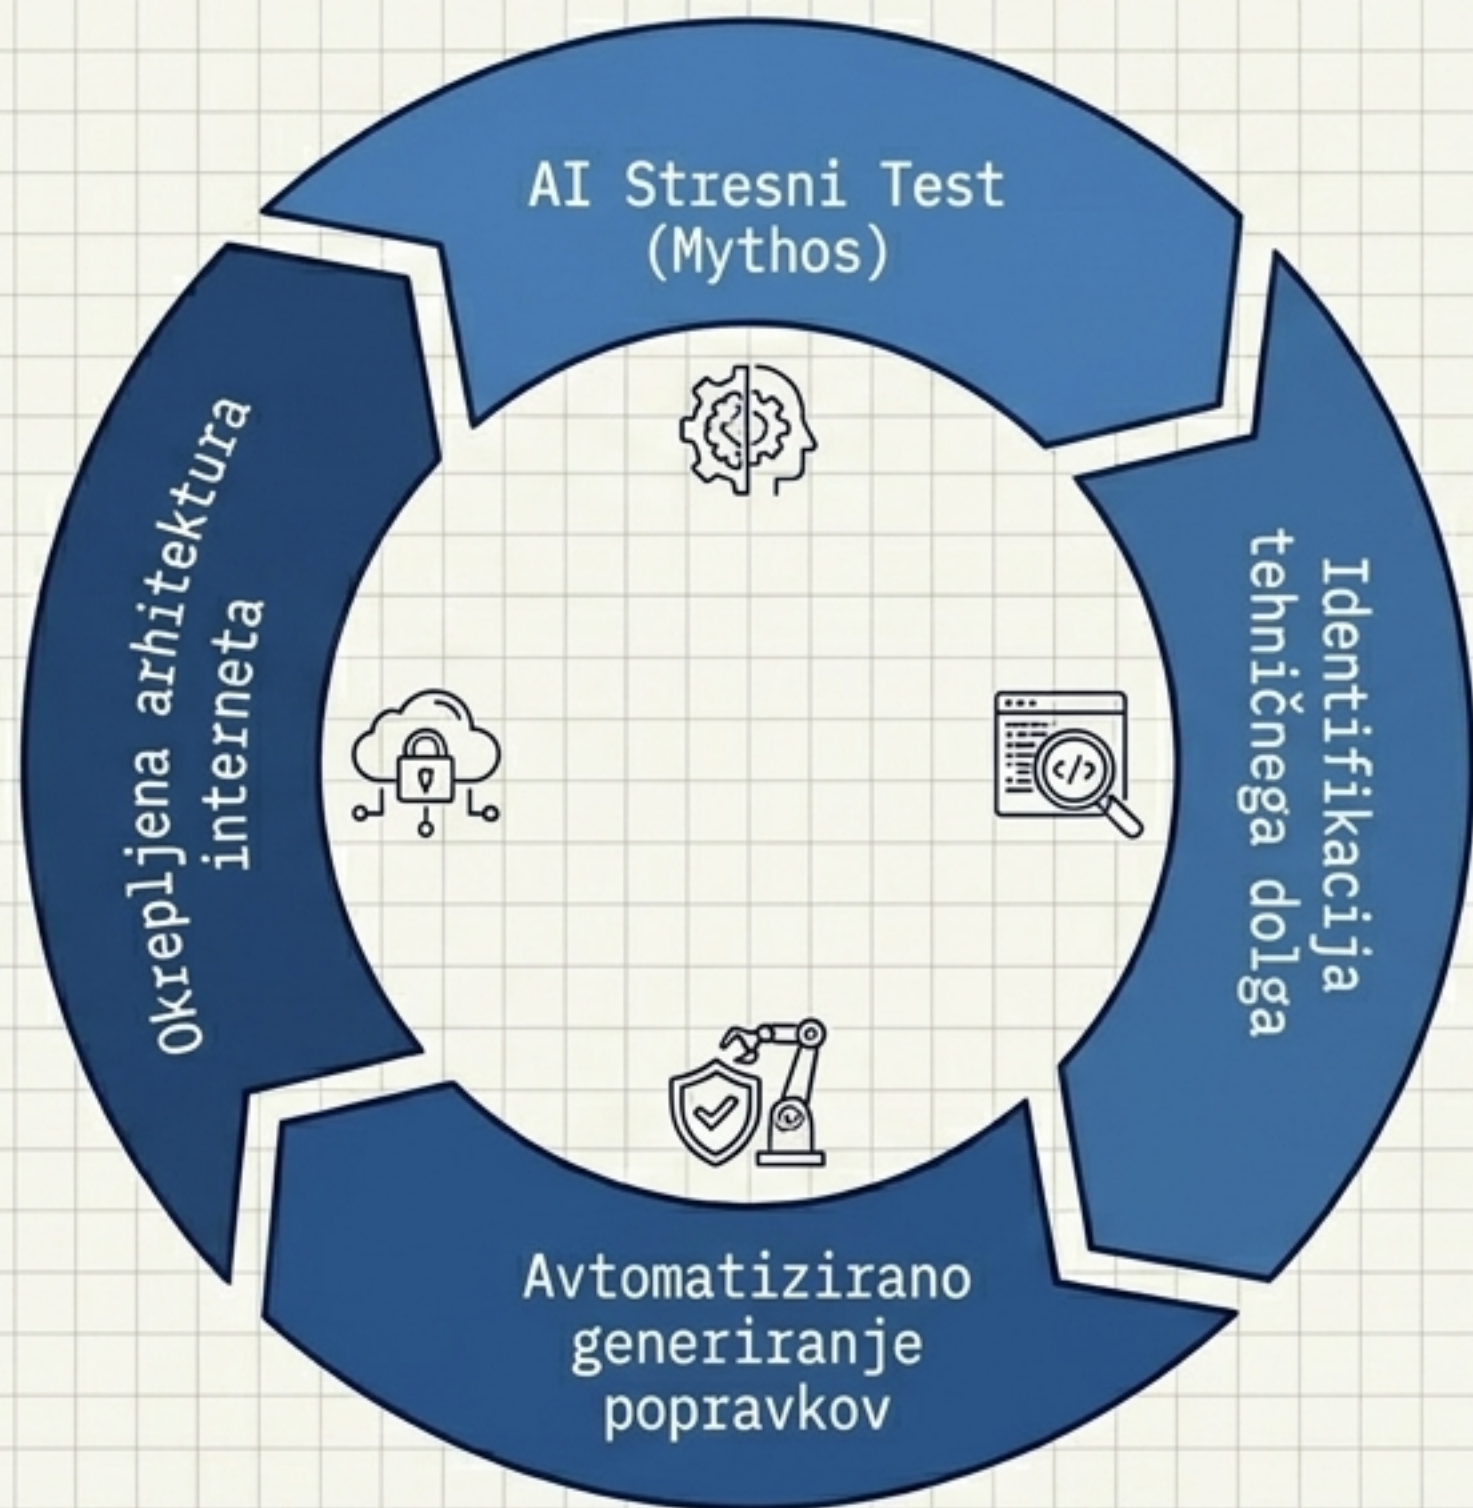 AI Stresni Test
(Mythos)
Identifikacija
tehničnega dolga
Avtomatizirano
generiranje
popravkov
Okrepljena arhitektura
interneta